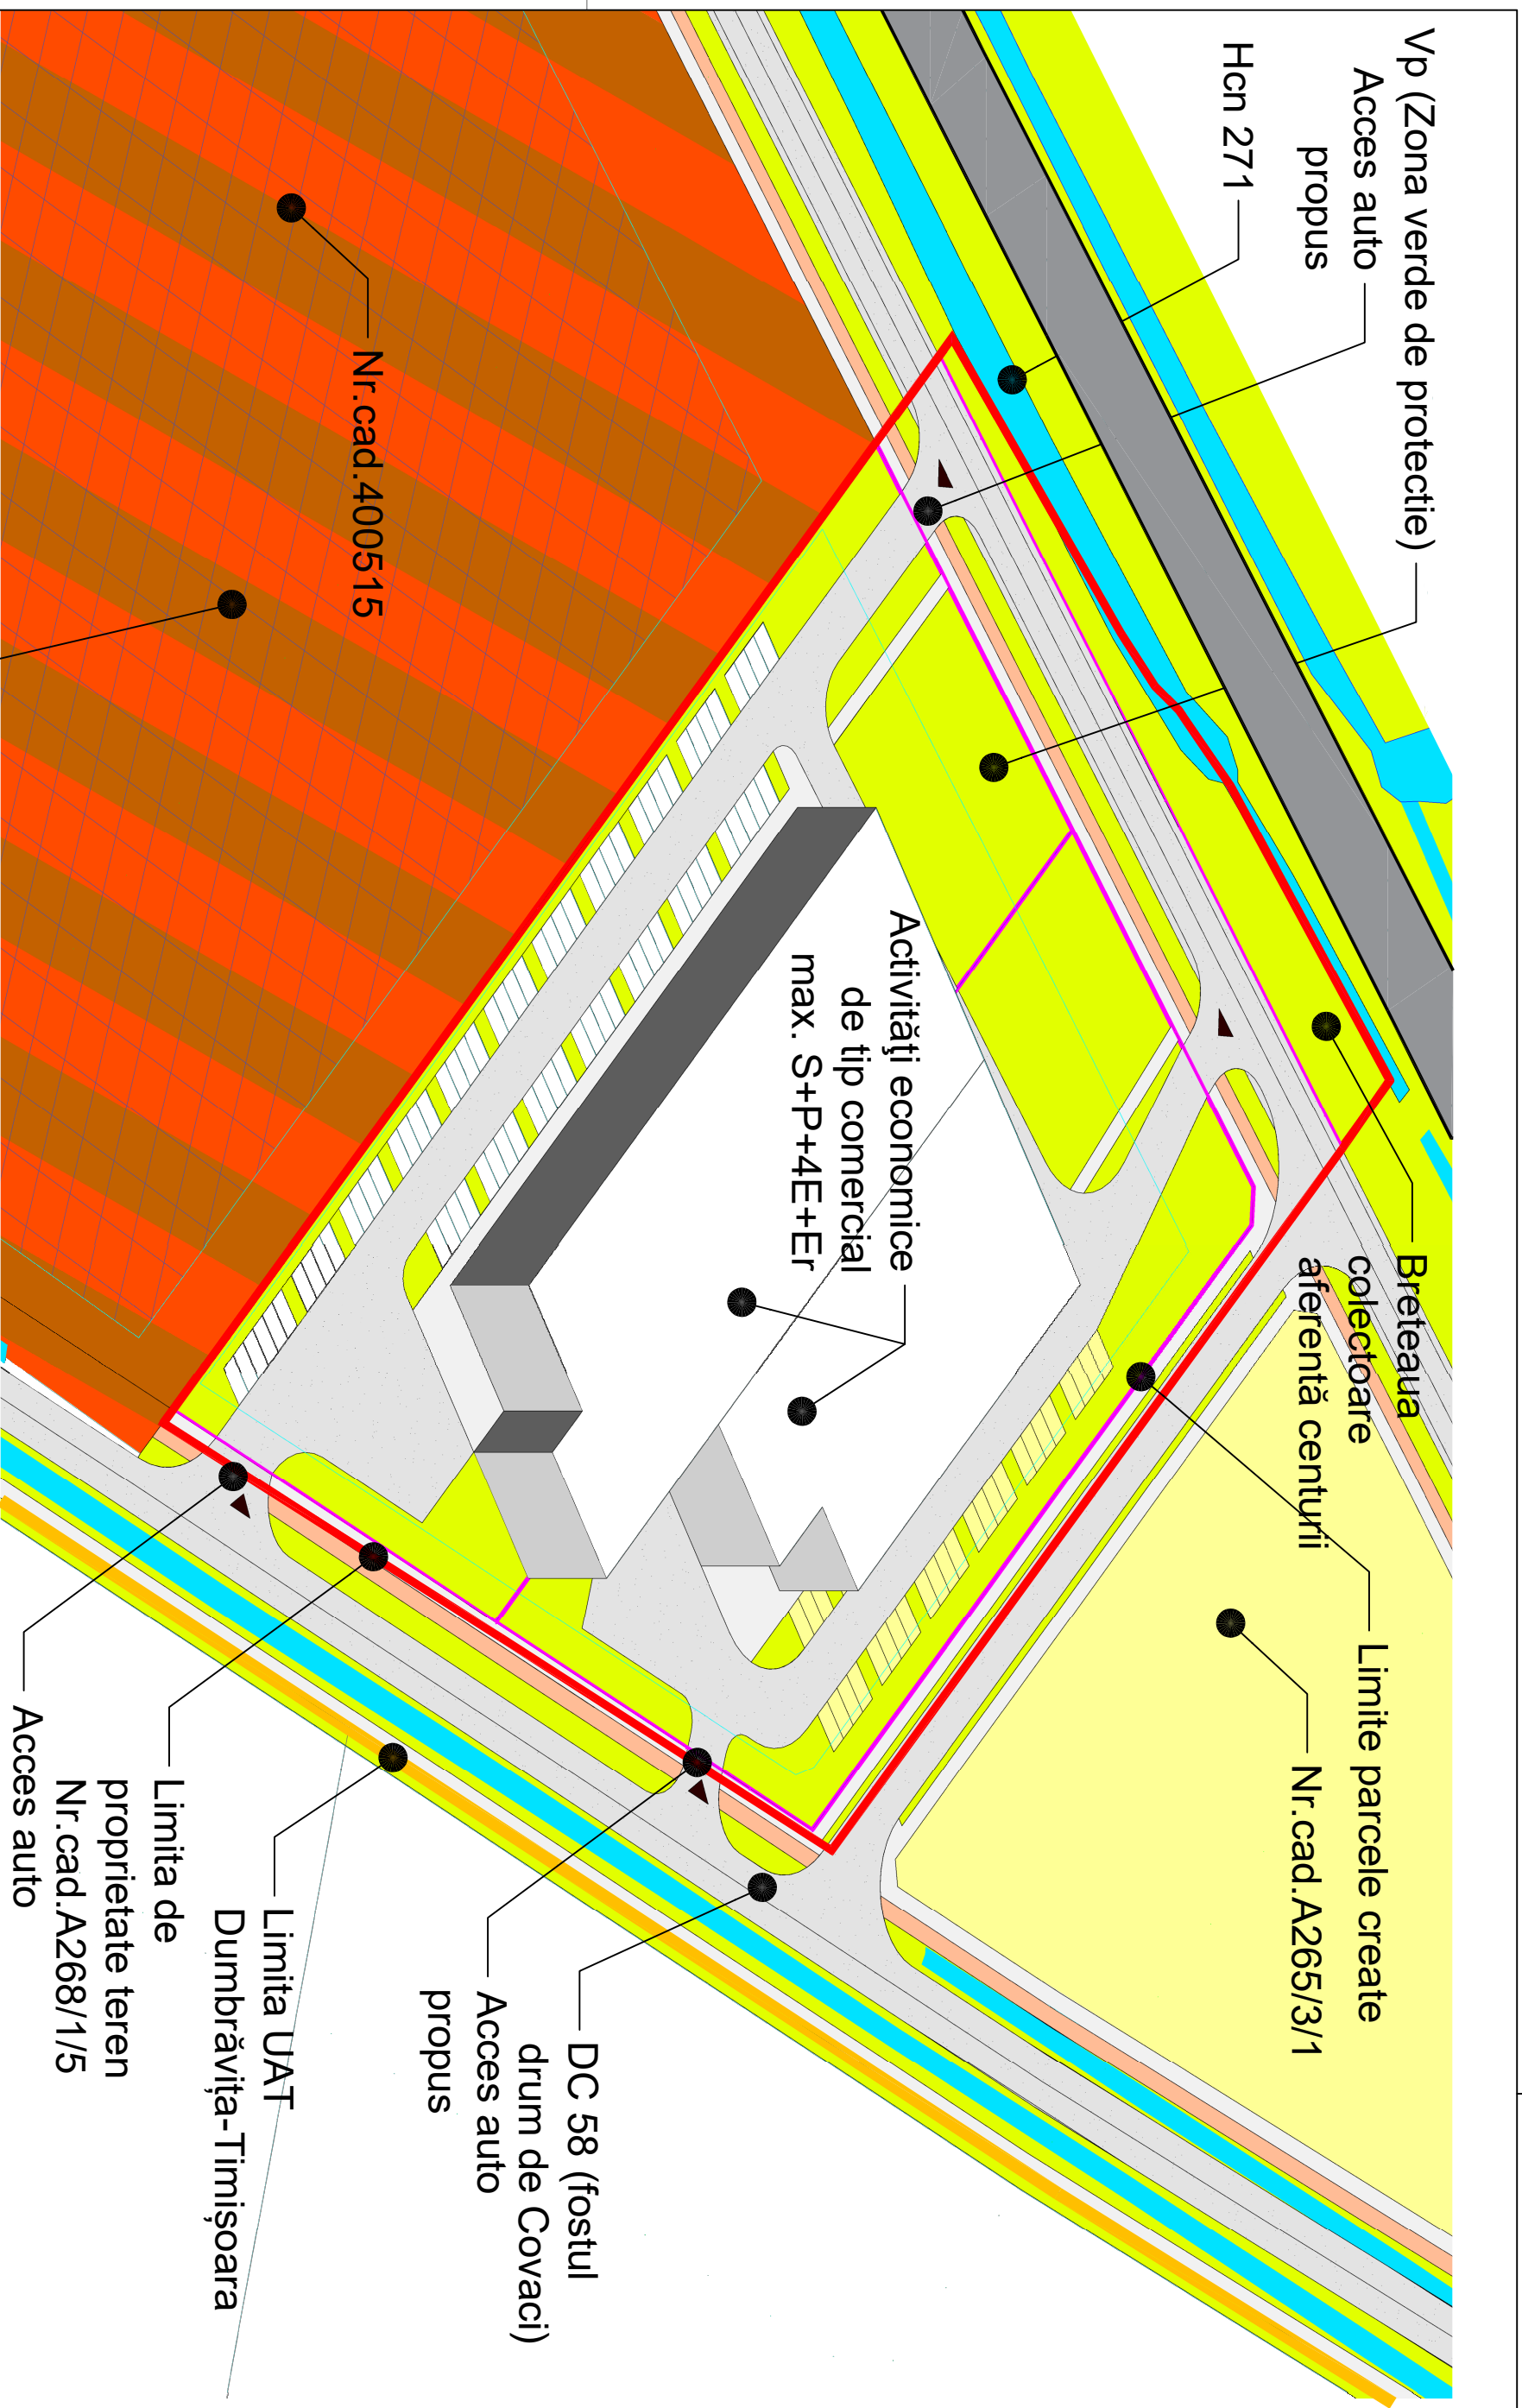 Vp (Zona verde de protectie)
Acces auto
propus
Hcn 271
Nr.cad.400515
Activităţi economice
de tip comercial
max. S+P+4E+Er
Breteaua
colectoare
aferentă centurii
Limite parcele create
Nr.cad.A265/3/1
DC 58 (fostul
drum de Covaci)
Acces auto
propus
Limita UAT
Dumbrăvița-Timișoara
Limita de
proprietate teren
Nr.cad.A268/1/5
Acces auto